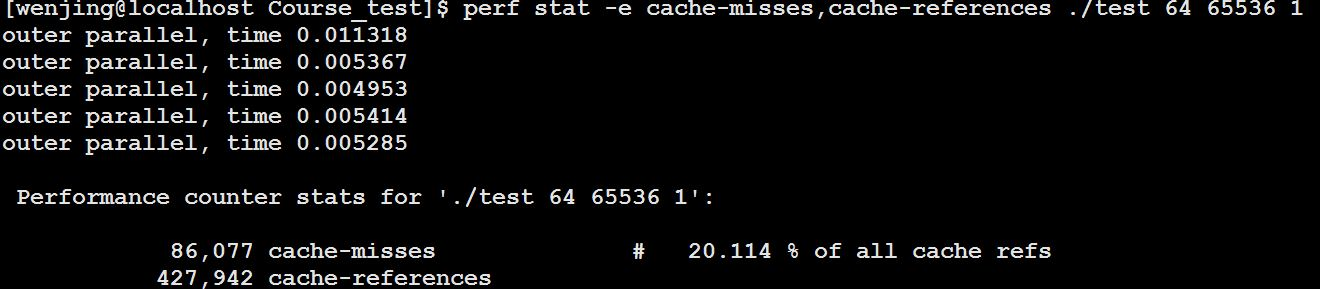 [wenjing@localhost Course_test]$ perf stat -e cache-misses,cache-references ./test 64 65536 1
outer parallel, time 0.011318
outer parallel, time 0.005367
outer parallel, time 0.004953
outer parallel, time 0.005414
outer parallel, time 0.005285
Performance counter stats for './test 64 65536 1':
86,077 cache-misses # 20.114 % of all cache refs
427,942 cache-references